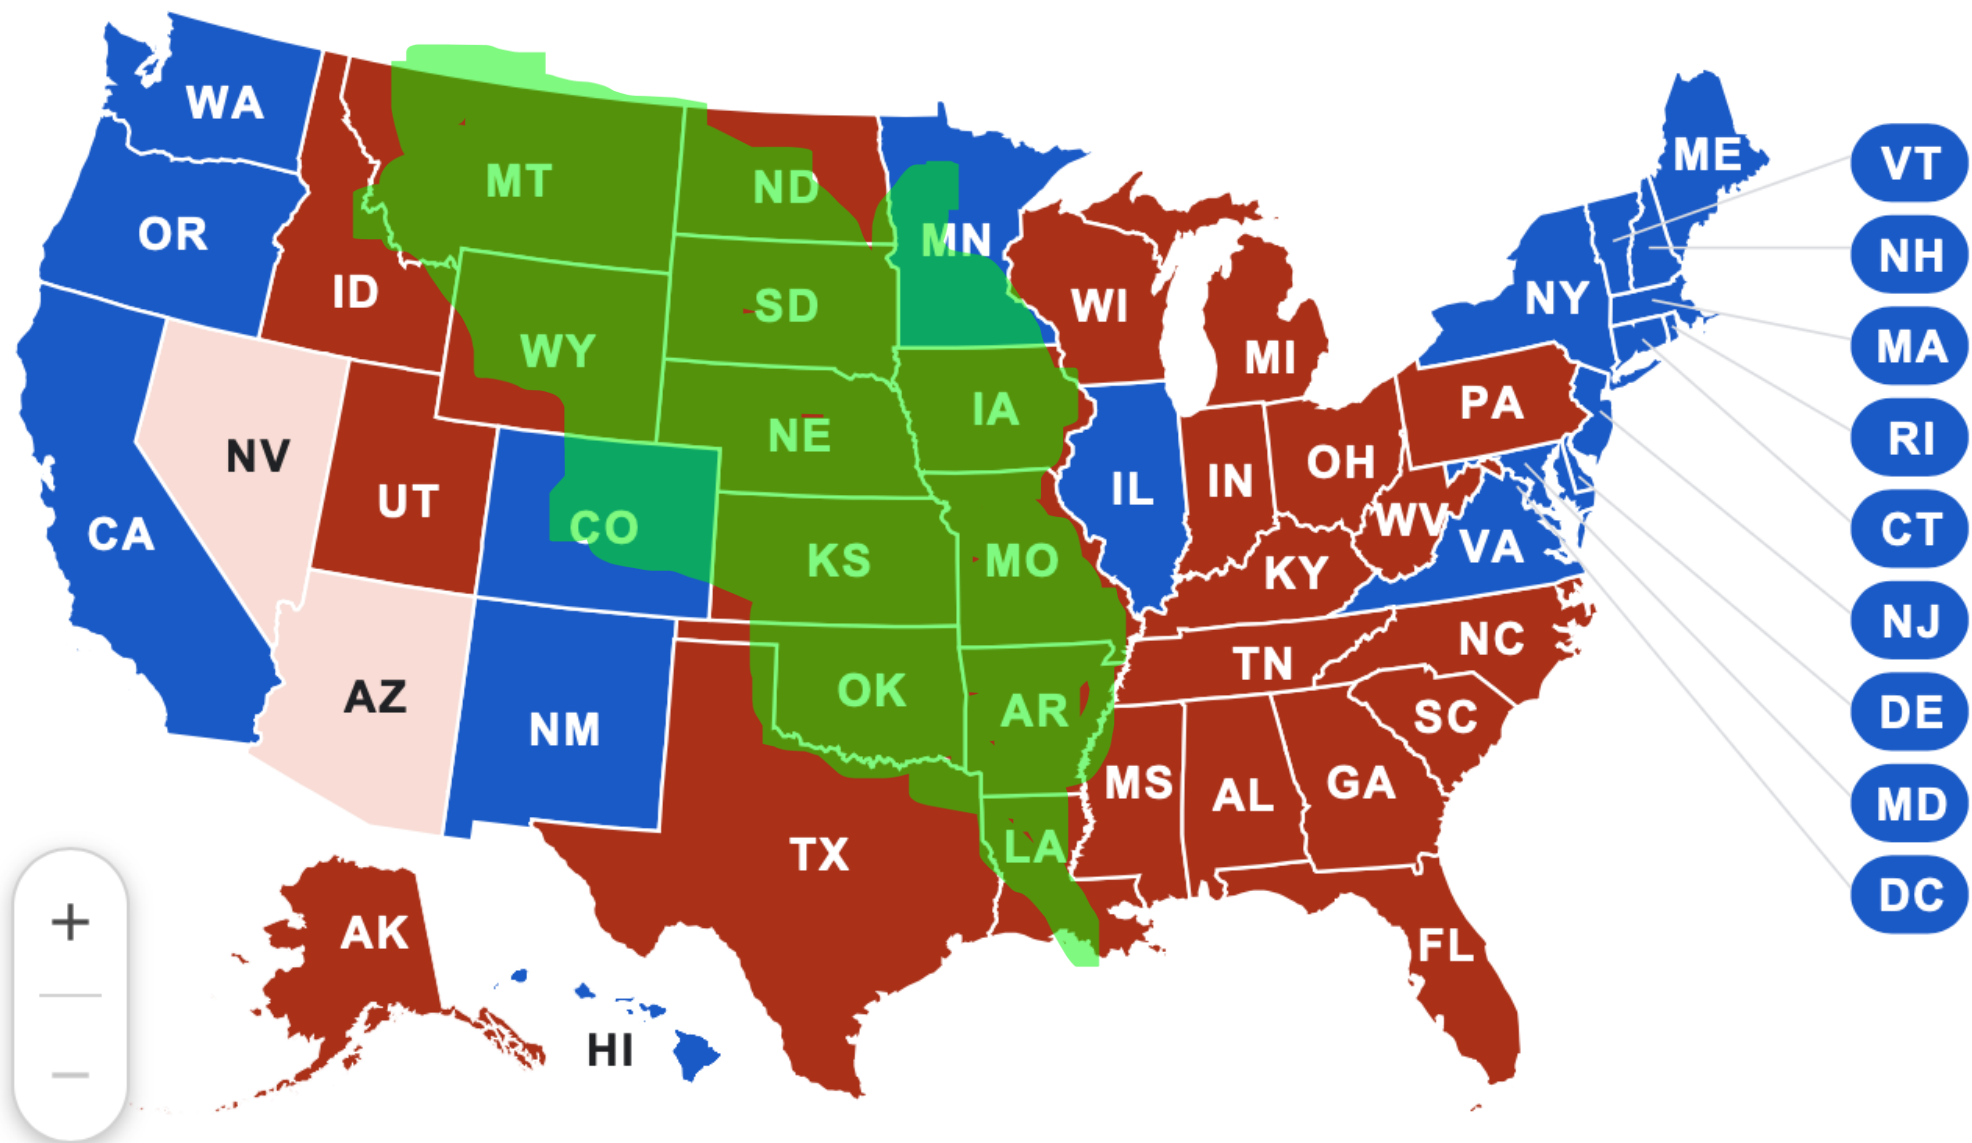 WA
MT
ND
MN
ME
VT
OR
ID
SD
WI
NY
NH
WY
MI
MA
NV
UT
NE
IA
PA
RI
CA
CO
KS
MO
IL
IN
OH
WV
VA
CT
KY
AZ
NM
OK
AR
TN
NC
NJ
SC
DE
TX
LA
MS
AL
GA
MD
AK
HI
FL
DC
+
−